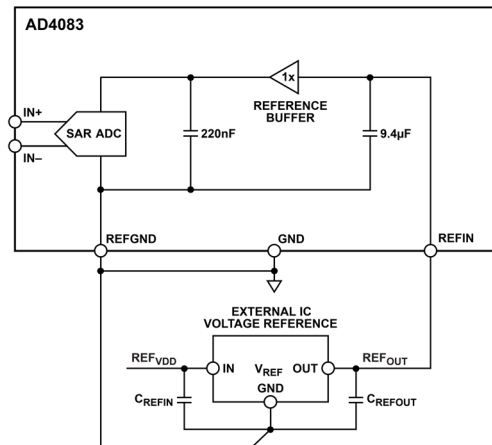 AD4083
1x
REFERENCE
BUFFER
IN+
SAR ADC
IN–
220nF
9.4µF
REFGND
GND
REFIN
EXTERNAL IC
VOLTAGE REFERENCE
REFVDD
IN
VREF
OUT
REFOUT
GND
CREFIN
CREFOUT